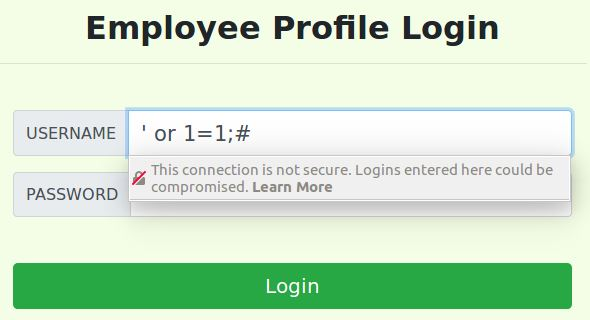 Employee Profile Login
USERNAME
' or 1=1;#
This connection is not secure. Logins entered here could be
compromised. Learn More
PASSWORD
Login